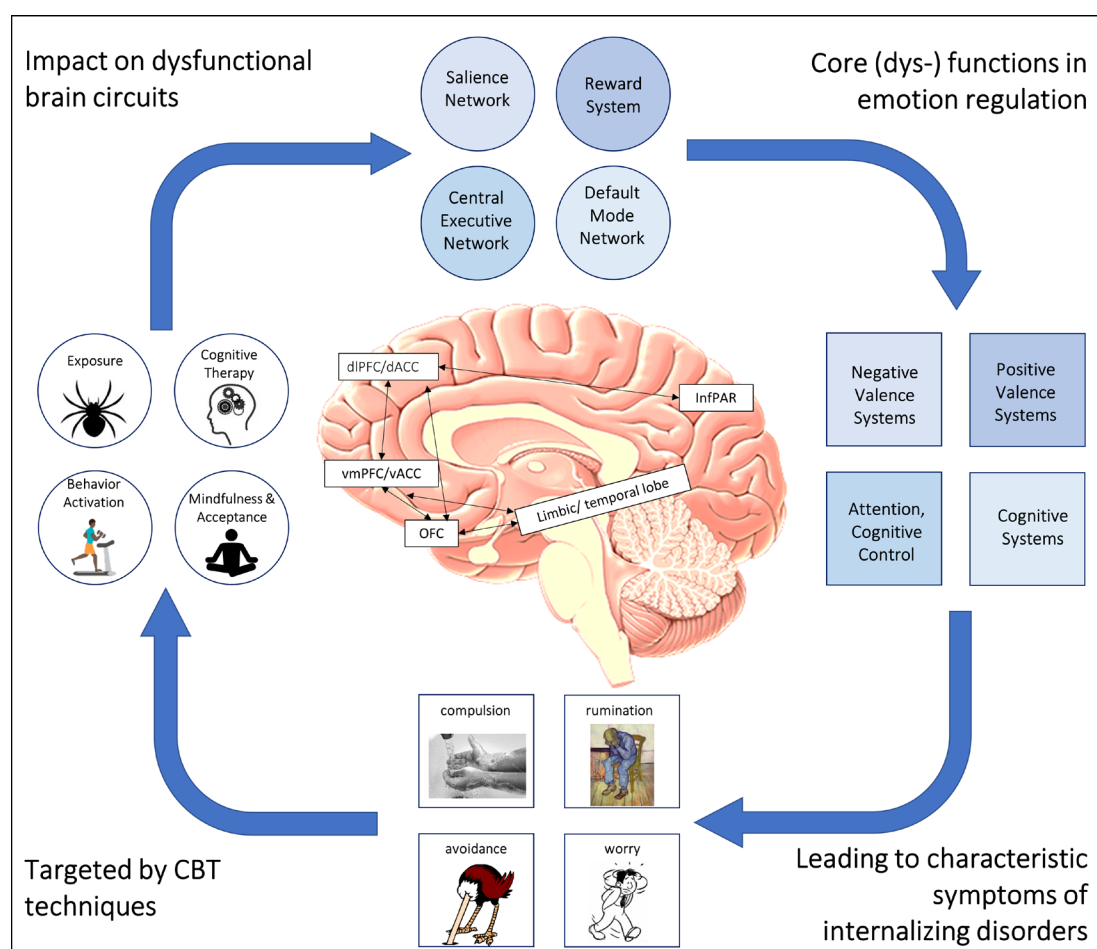 Impact on dysfunctional
brain circuits
Salience
Network
Reward
System
Core (dys-) functions in
emotion regulation
Central
Executive
Network
Default
Mode
Network
Exposure
Cognitive
Therapy
Behavior
Activation
Mindfulness &
Acceptance
dlPFC/dACC
InfPAR
vmPFC/vACC
OFC
Limbic/ temporal lobe
Negative
Valence
Systems
Positive
Valence
Systems
Attention,
Cognitive
Control
Cognitive
Systems
compulsion
rumination
avoidance
worry
Targeted by CBT
techniques
Leading to characteristic
symptoms of
internalizing disorders